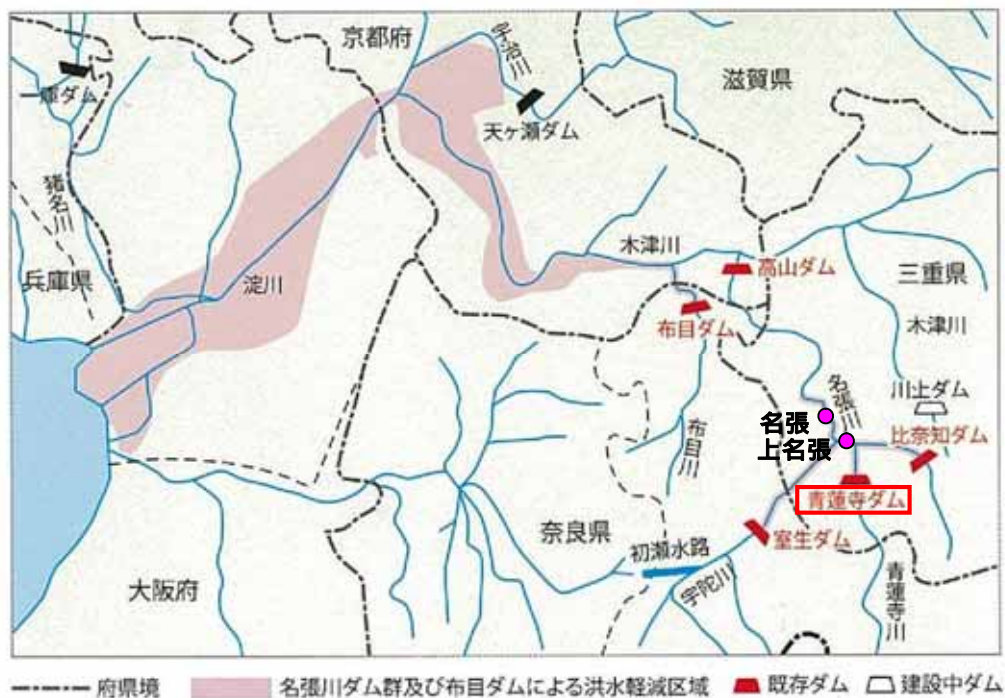 京都府
宇治川
滋賀県
天ヶ瀬ダム
猪名川
兵庫県
淀川
木津川
高山ダム
三重県
布目ダム
木津川
名張川
川上ダム
名張
上名張
比奈知ダム
布目川
青蓮寺ダム
奈良県
室生ダム
初瀬水路
大阪府
宇陀川
青蓮寺川
府県境
名張川ダム群及び布目ダムによる洪水軽減区域
既存ダム
建設中ダム